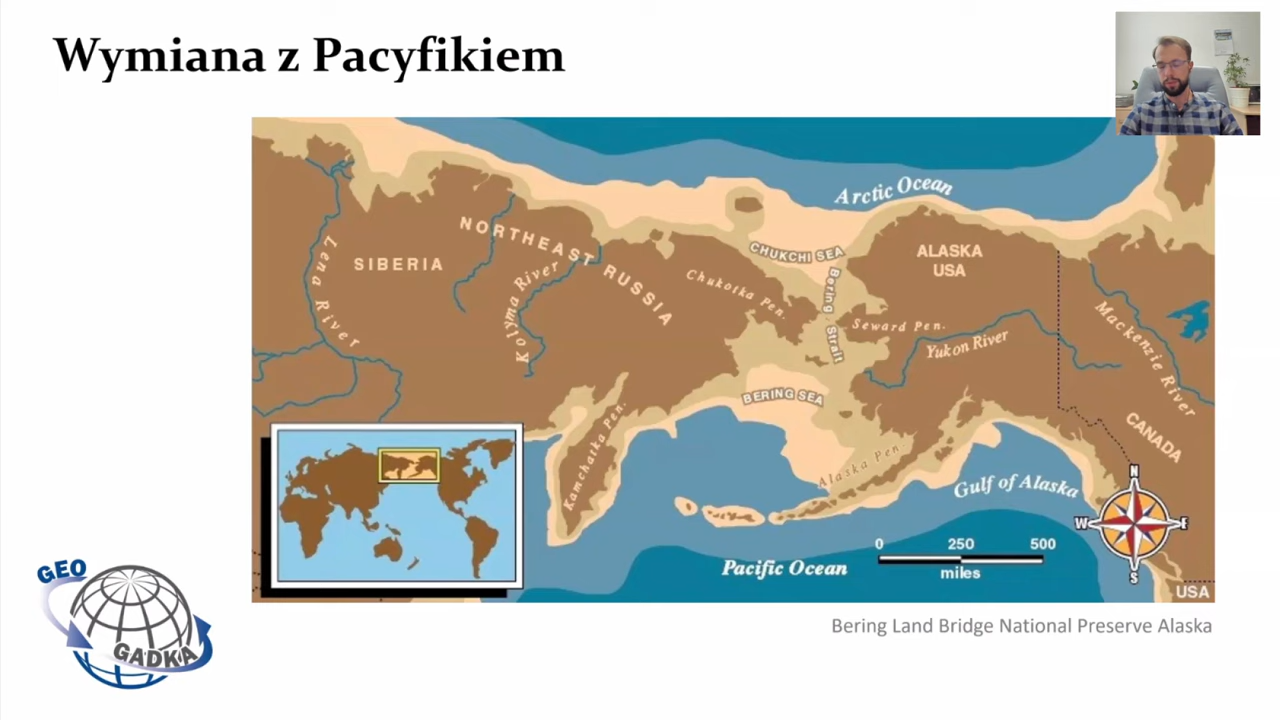 Wymiana z Pacyfikiem
Arctic Ocean
NORTHEAST RUSSIA
CHUKCHI SEA
ALASKA
USA
SIBERIA
Lena River
Kolyma River
Chukotka Pen.
Bering Strait
Seward Pen.
Yukon River
Mackenzie River
BERING SEA
Kamchatka Pen.
Alaska Pen
CANADA
Gulf of Alaska
N
W
E
S
0 250 500
miles
Pacific Ocean
USA
Bering Land Bridge National Preserve Alaska
GEO
GADKA